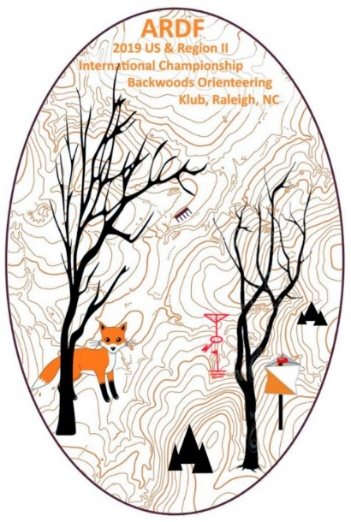 ARDF
2019 US & Region II
International Championship
Backwoods Orienteering
Klub, Raleigh, NC